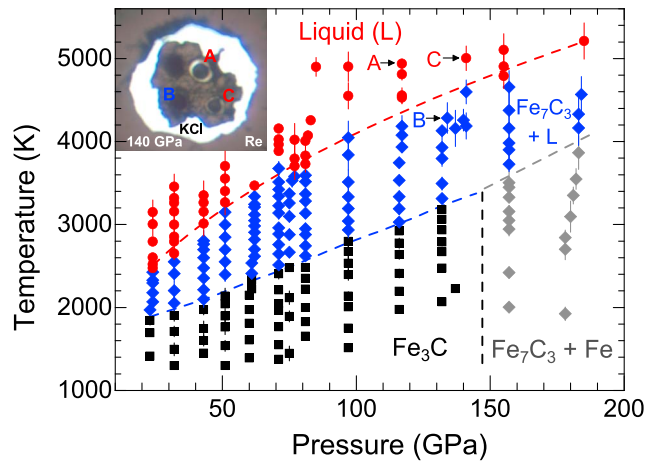 Liquid (L)
A
B
C
KCl
140 GPa
Re
A
C
B
Fe₇C₃
+ L
Fe₃C
Fe₇C₃ + Fe
5000
4000
3000
2000
1000
Temperature (K)
50
100
150
200
Pressure (GPa)